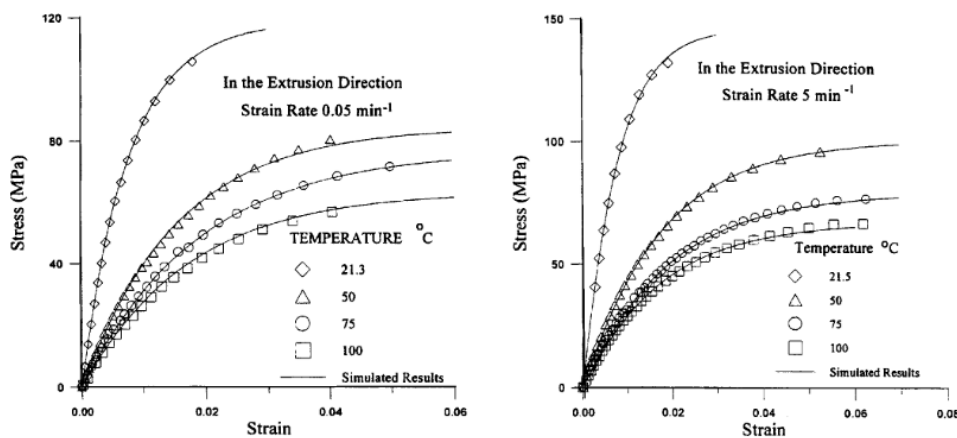 120
80
40
0
Stress (MPa)
In the Extrusion Direction
Strain Rate 0.05 min⁻¹
TEMPERATURE °C
21.3
50
75
100
Simulated Results
0.00
0.02
0.04
0.06
Strain
150
100
50
0
Stress (MPa)
In the Extrusion Direction
Strain Rate 5 min⁻¹
Temperature °C
21.5
50
75
100
Simulated Results
0.00
0.02
0.04
0.06
0.08
Strain